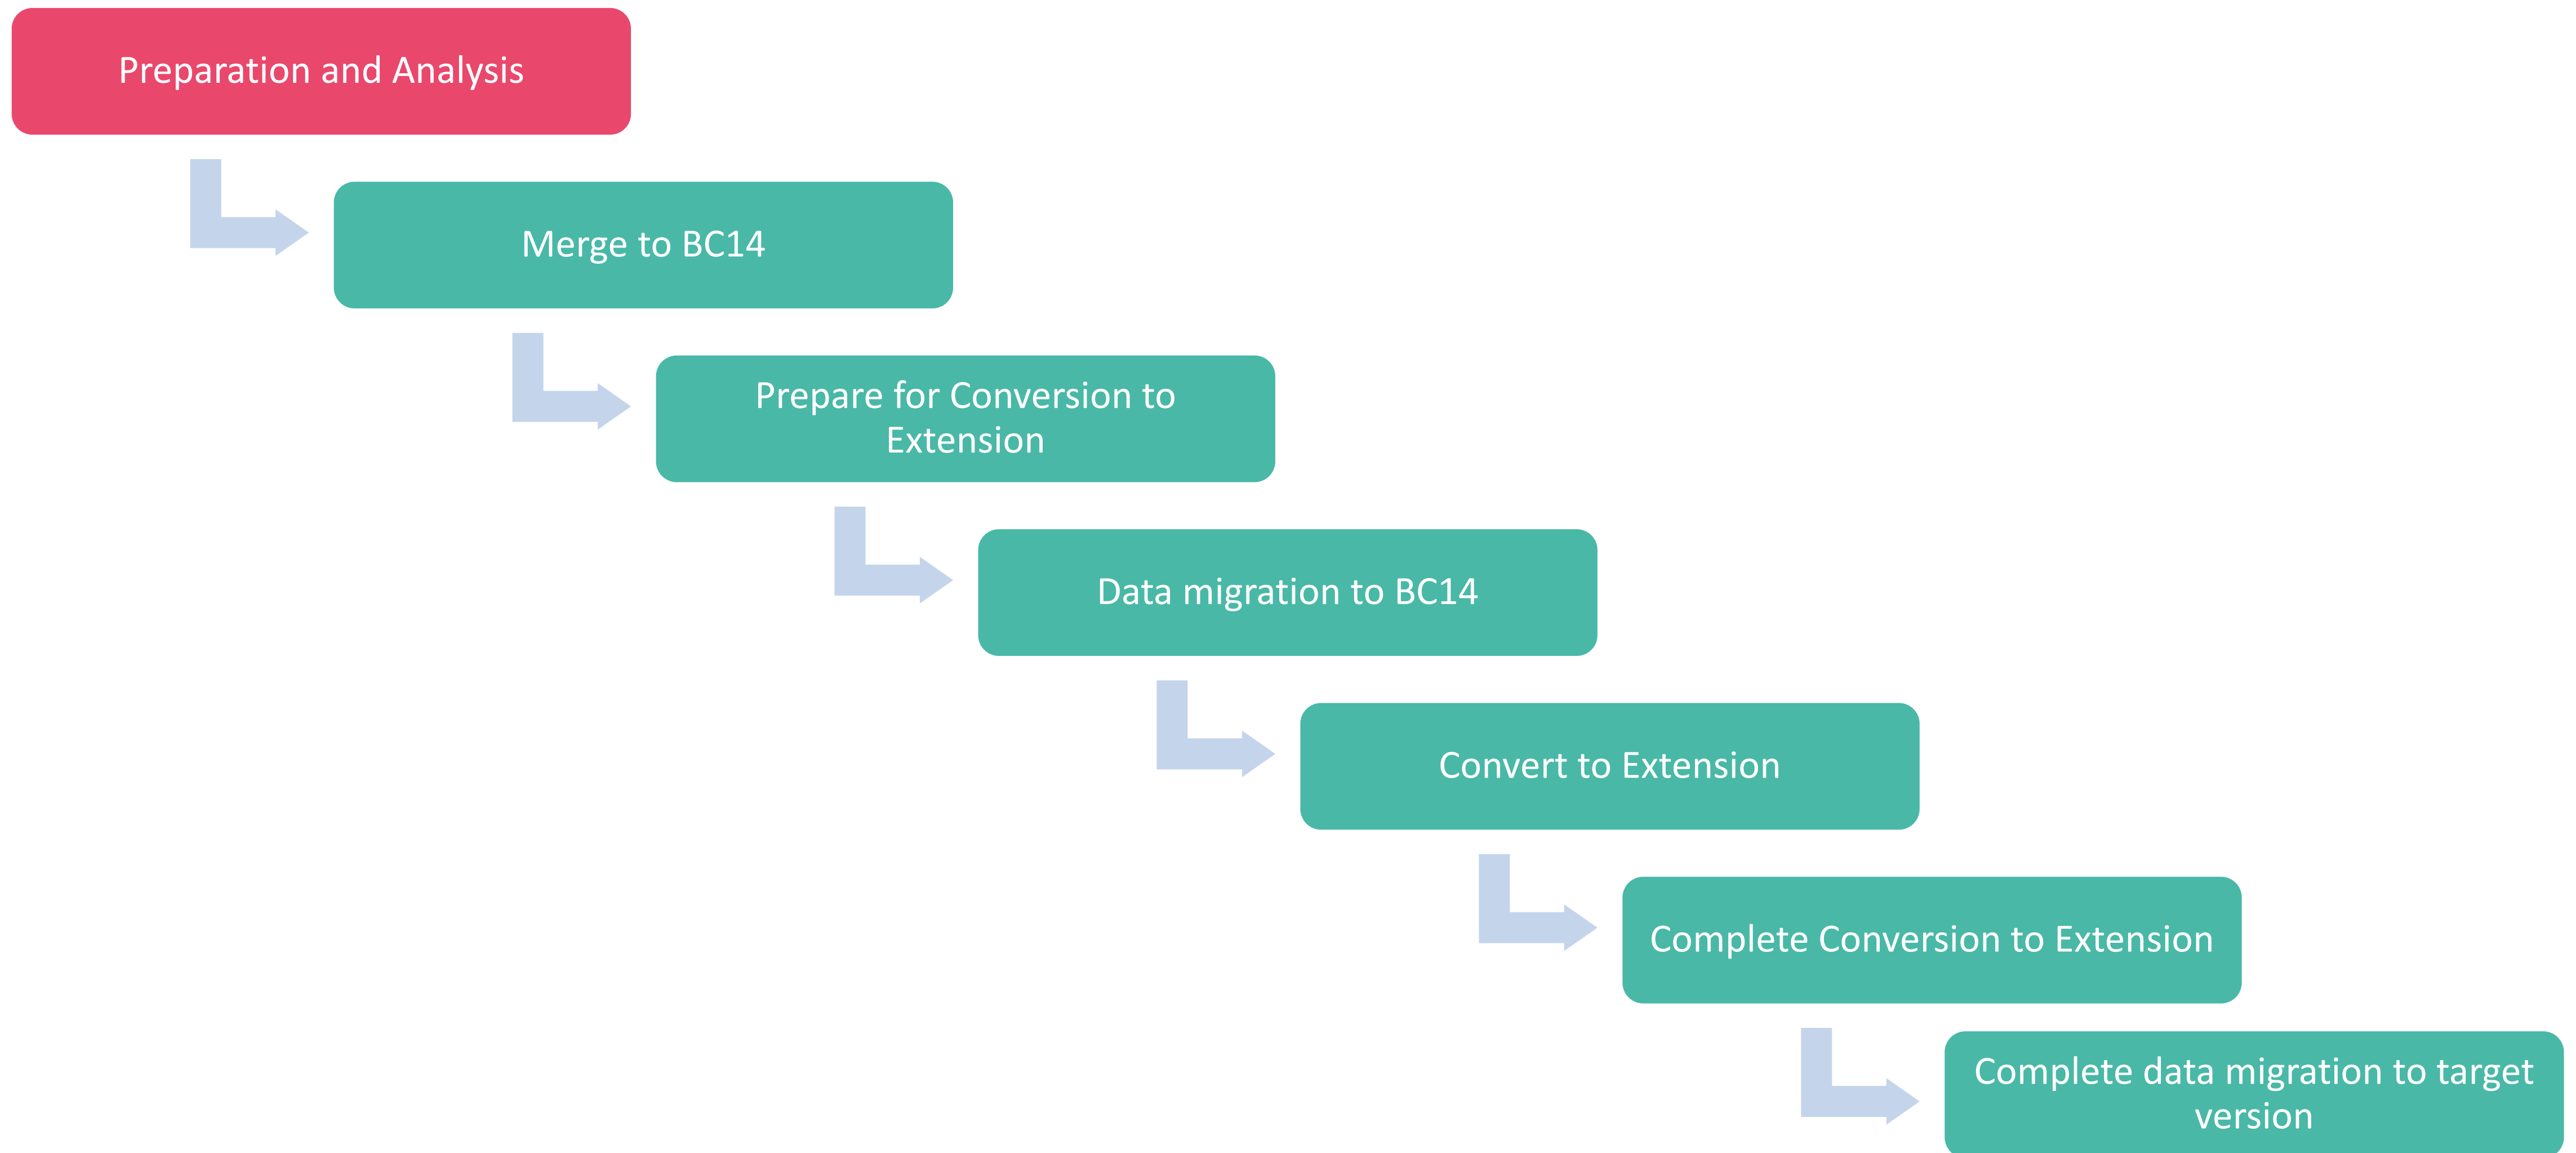 Preparation and Analysis
Merge to BC14
Prepare for Conversion to
Extension
Data migration to BC14
Convert to Extension
Complete Conversion to Extension
Complete data migration to target
version